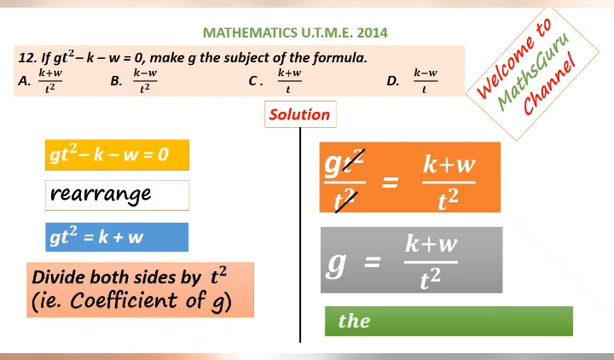 MATHEMATICS U.T.M.E. 2014
12. If gt² – k – w = 0, make g the subject of the formula.
A. (k+w)/t² B. (k−w)/t² C. (k+w)/t D. (k−w)/t
Welcome to
MathsGuru
Channel
Solution
gt² – k – w = 0
rearrange
gt² = k + w
Divide both sides by t²
(ie. Coefficient of g)
gt²/t² = (k+w)/t²
g = (k+w)/t²
the